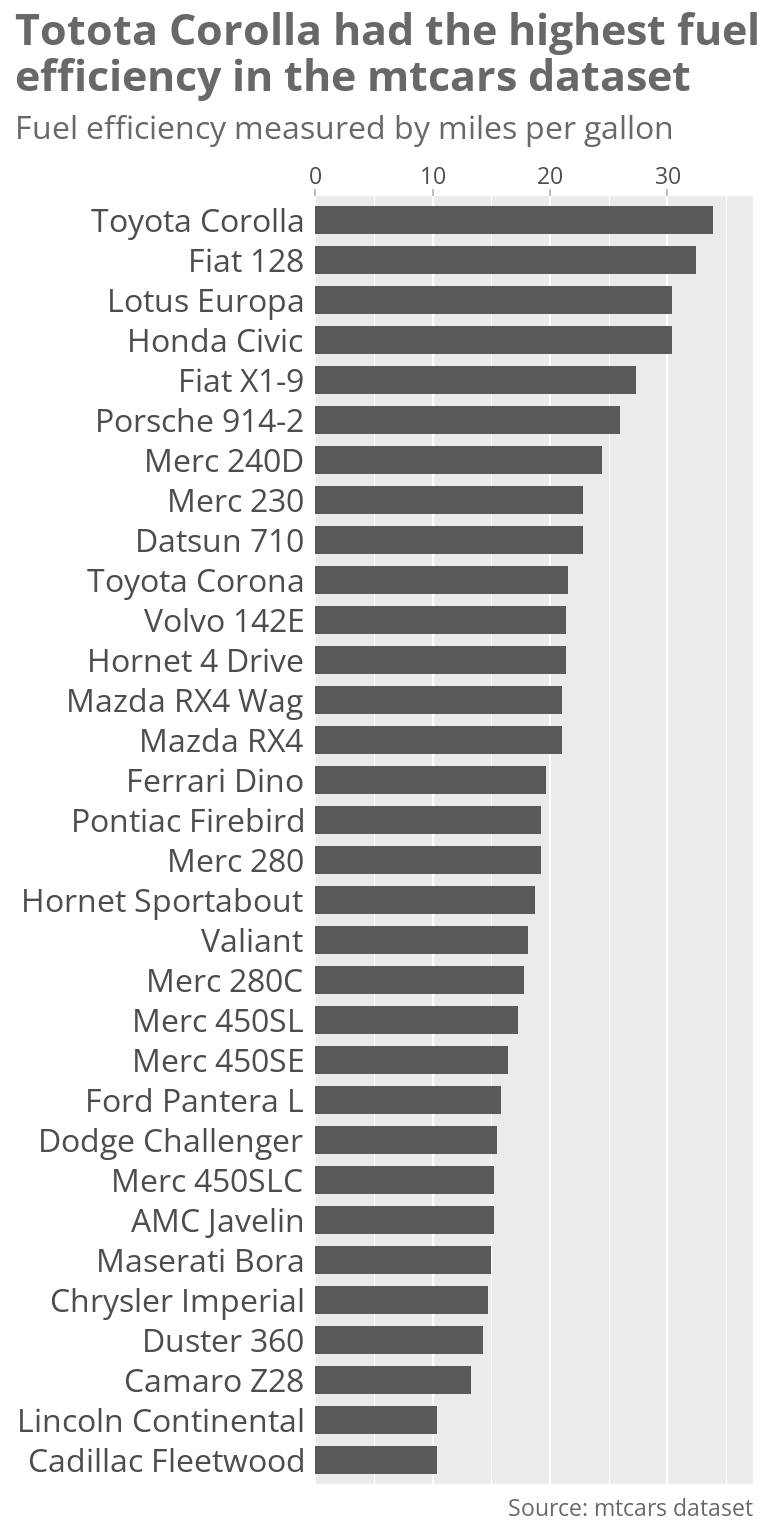 Totota Corolla had the highest fuel
efficiency in the mtcars dataset
Fuel efficiency measured by miles per gallon
0 10 20 30
Toyota Corolla
Fiat 128
Lotus Europa
Honda Civic
Fiat X1-9
Porsche 914-2
Merc 240D
Merc 230
Datsun 710
Toyota Corona
Volvo 142E
Hornet 4 Drive
Mazda RX4 Wag
Mazda RX4
Ferrari Dino
Pontiac Firebird
Merc 280
Hornet Sportabout
Valiant
Merc 280C
Merc 450SL
Merc 450SE
Ford Pantera L
Dodge Challenger
Merc 450SLC
AMC Javelin
Maserati Bora
Chrysler Imperial
Duster 360
Camaro Z28
Lincoln Continental
Cadillac Fleetwood
Source: mtcars dataset